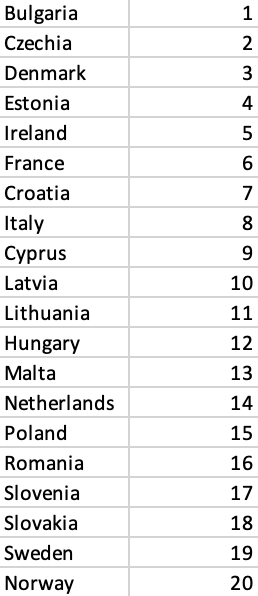 Bulgaria 1
Czechia 2
Denmark 3
Estonia 4
Ireland 5
France 6
Croatia 7
Italy 8
Cyprus 9
Latvia 10
Lithuania 11
Hungary 12
Malta 13
Netherlands 14
Poland 15
Romania 16
Slovenia 17
Slovakia 18
Sweden 19
Norway 20